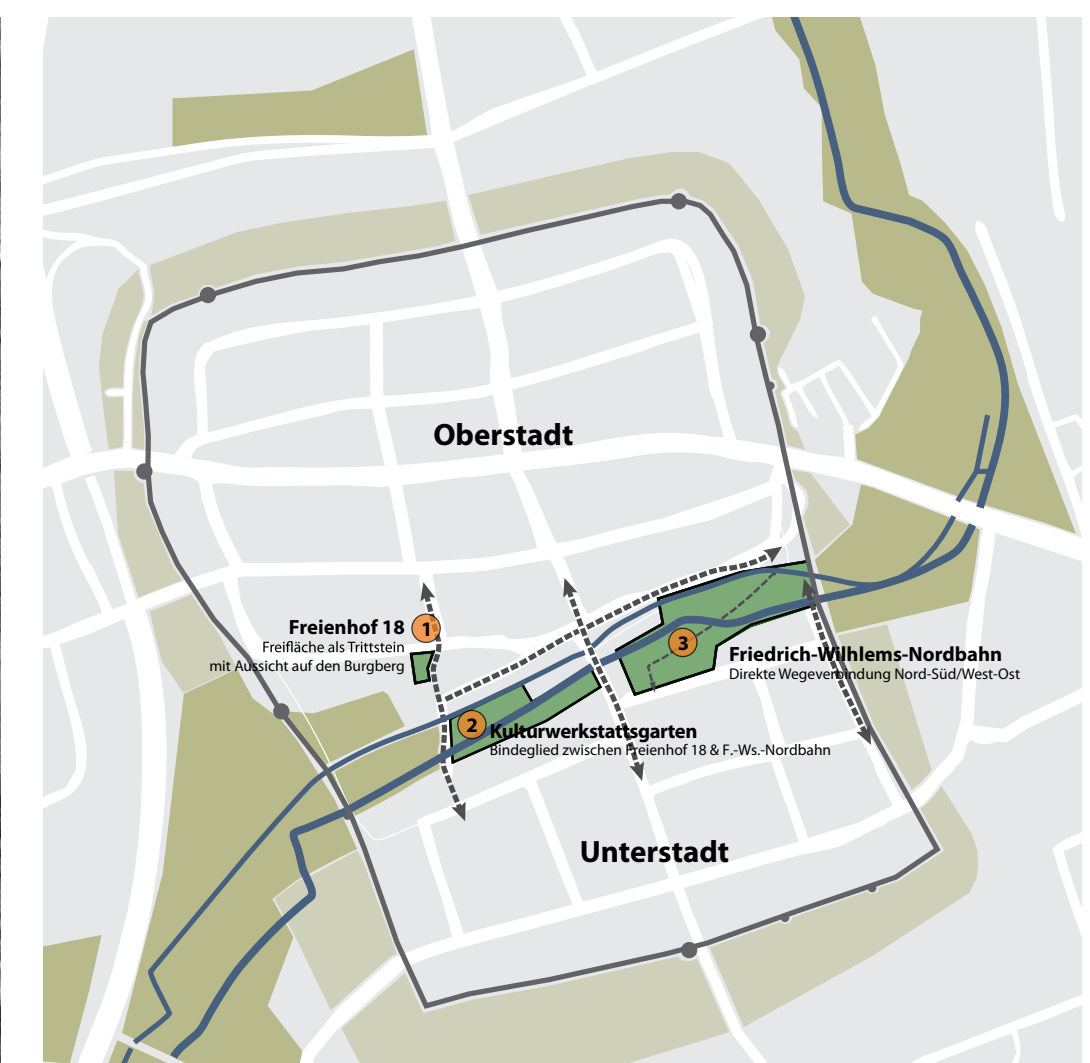 Oberstadt
1
Freienhof 18
Freifläche als Trittstein
mit Aussicht auf den Burgberg
3
Friedrich-Wilhlems-Nordbahn
Direkte Wegeverbindung Nord-Süd/West-Ost
2
Kulturwerkstattsgarten
Bindeglied zwischen Freienhof 18 & F.-Ws.-Nordbahn
Unterstadt